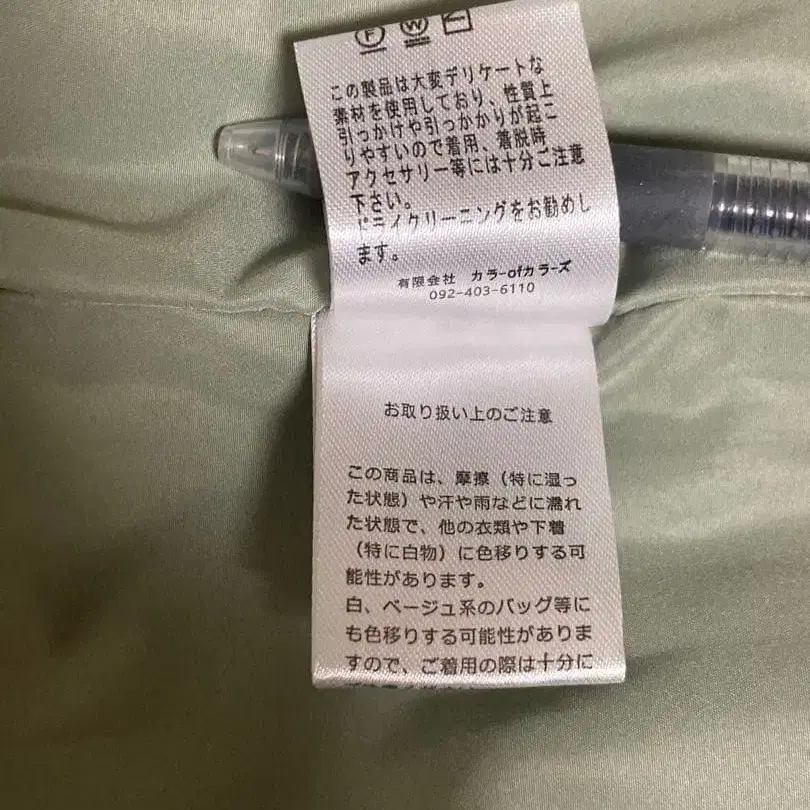 F W
この製品は大変デリケートな
素材を使用しており、性質上
引っかけや引っかかりが起こ
りやすいので着用、着脱時
アクセサリー等には十分ご注意
下さい。
ドライクリーニングをお勧めし
ます。
有限会社 カラーofカラーズ
092-403-6110
お取り扱い上のご注意
この商品は、摩擦（特に湿っ
た状態）や汗や雨などに濡れ
た状態で、他の衣類や下着
（特に白物）に色移りする可
能性があります。
白、ベージュ系のバッグ等に
も色移りする可能性がありま
すので、ご着用の際は十分に